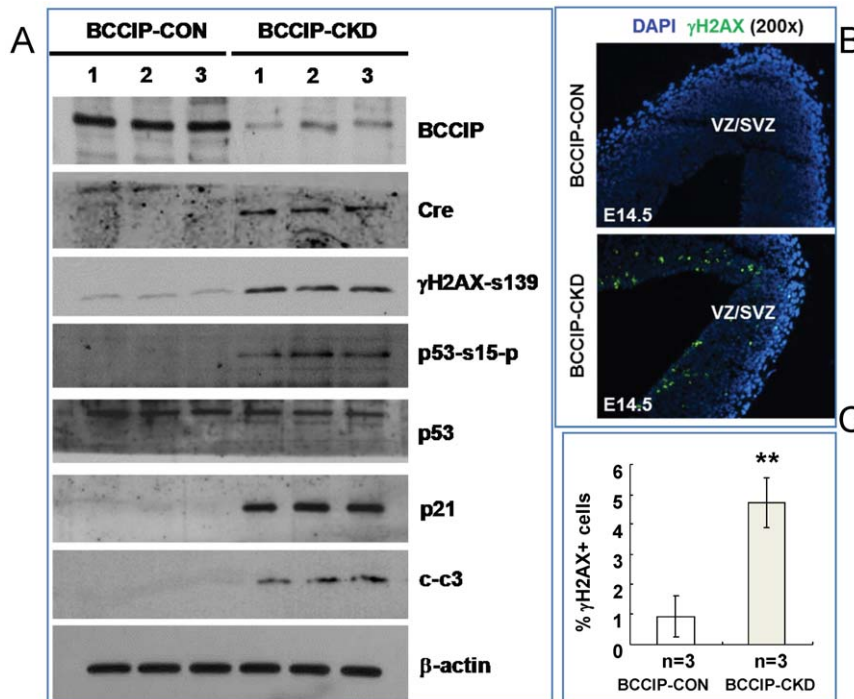 A
BCCIP-CON BCCIP-CKD
1 2 3 1 2 3
BCCIP
Cre
γH2AX-s139
p53-s15-p
p53
p21
c-c3
β-actin
B
DAPI γH2AX (200x)
BCCIP-CON
VZ/SVZ
E14.5
BCCIP-CKD
VZ/SVZ
E14.5
C
% γH2AX+ cells
6
5
4
3
2
1
0
**
n=3 n=3
BCCIP-CON BCCIP-CKD